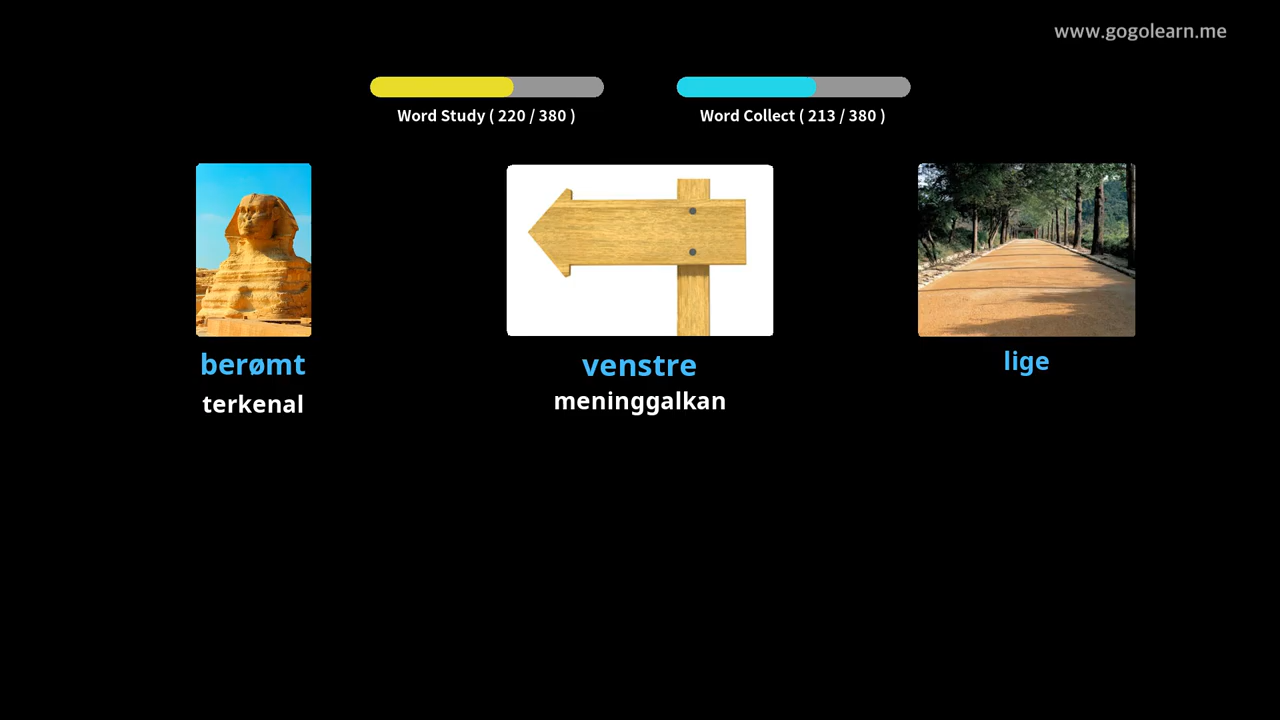 www.gogolearn.me
Word Study ( 220 / 380 )
Word Collect ( 213 / 380 )
berømt
terkenal
venstre
meninggalkan
lige